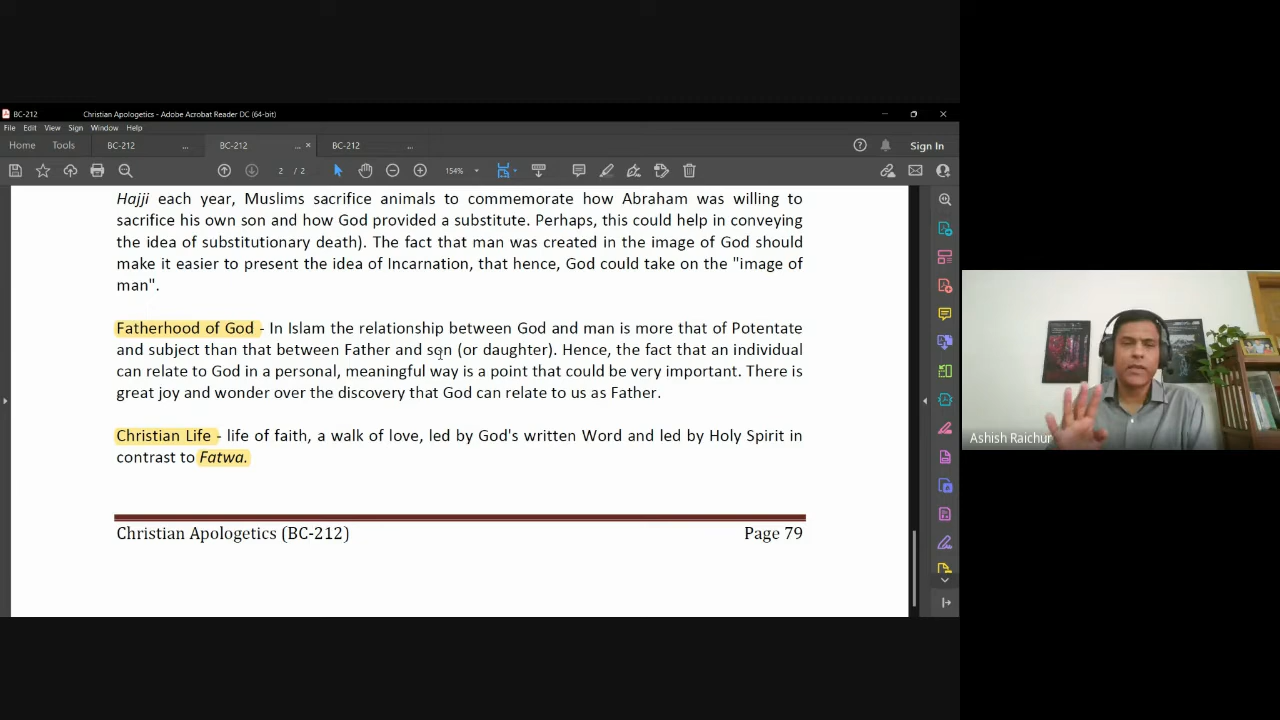 BC-212 Christian Apologetics - Adobe Acrobat Reader DC (64-bit)
File Edit View Sign Window Help
Home Tools BC-212 ... BC-212 ... × BC-212 ... Sign In
2 / 2 154%
Hajji each year, Muslims sacrifice animals to commemorate how Abraham was willing to
sacrifice his own son and how God provided a substitute. Perhaps, this could help in conveying
the idea of substitutionary death). The fact that man was created in the image of God should
make it easier to present the idea of Incarnation, that hence, God could take on the "image of
man".
Fatherhood of God - In Islam the relationship between God and man is more that of Potentate
and subject than that between Father and son (or daughter). Hence, the fact that an individual
can relate to God in a personal, meaningful way is a point that could be very important. There is
great joy and wonder over the discovery that God can relate to us as Father.
Christian Life - life of faith, a walk of love, led by God's written Word and led by Holy Spirit in
contrast to Fatwa.
Christian Apologetics (BC-212) Page 79
Ashish Raichur